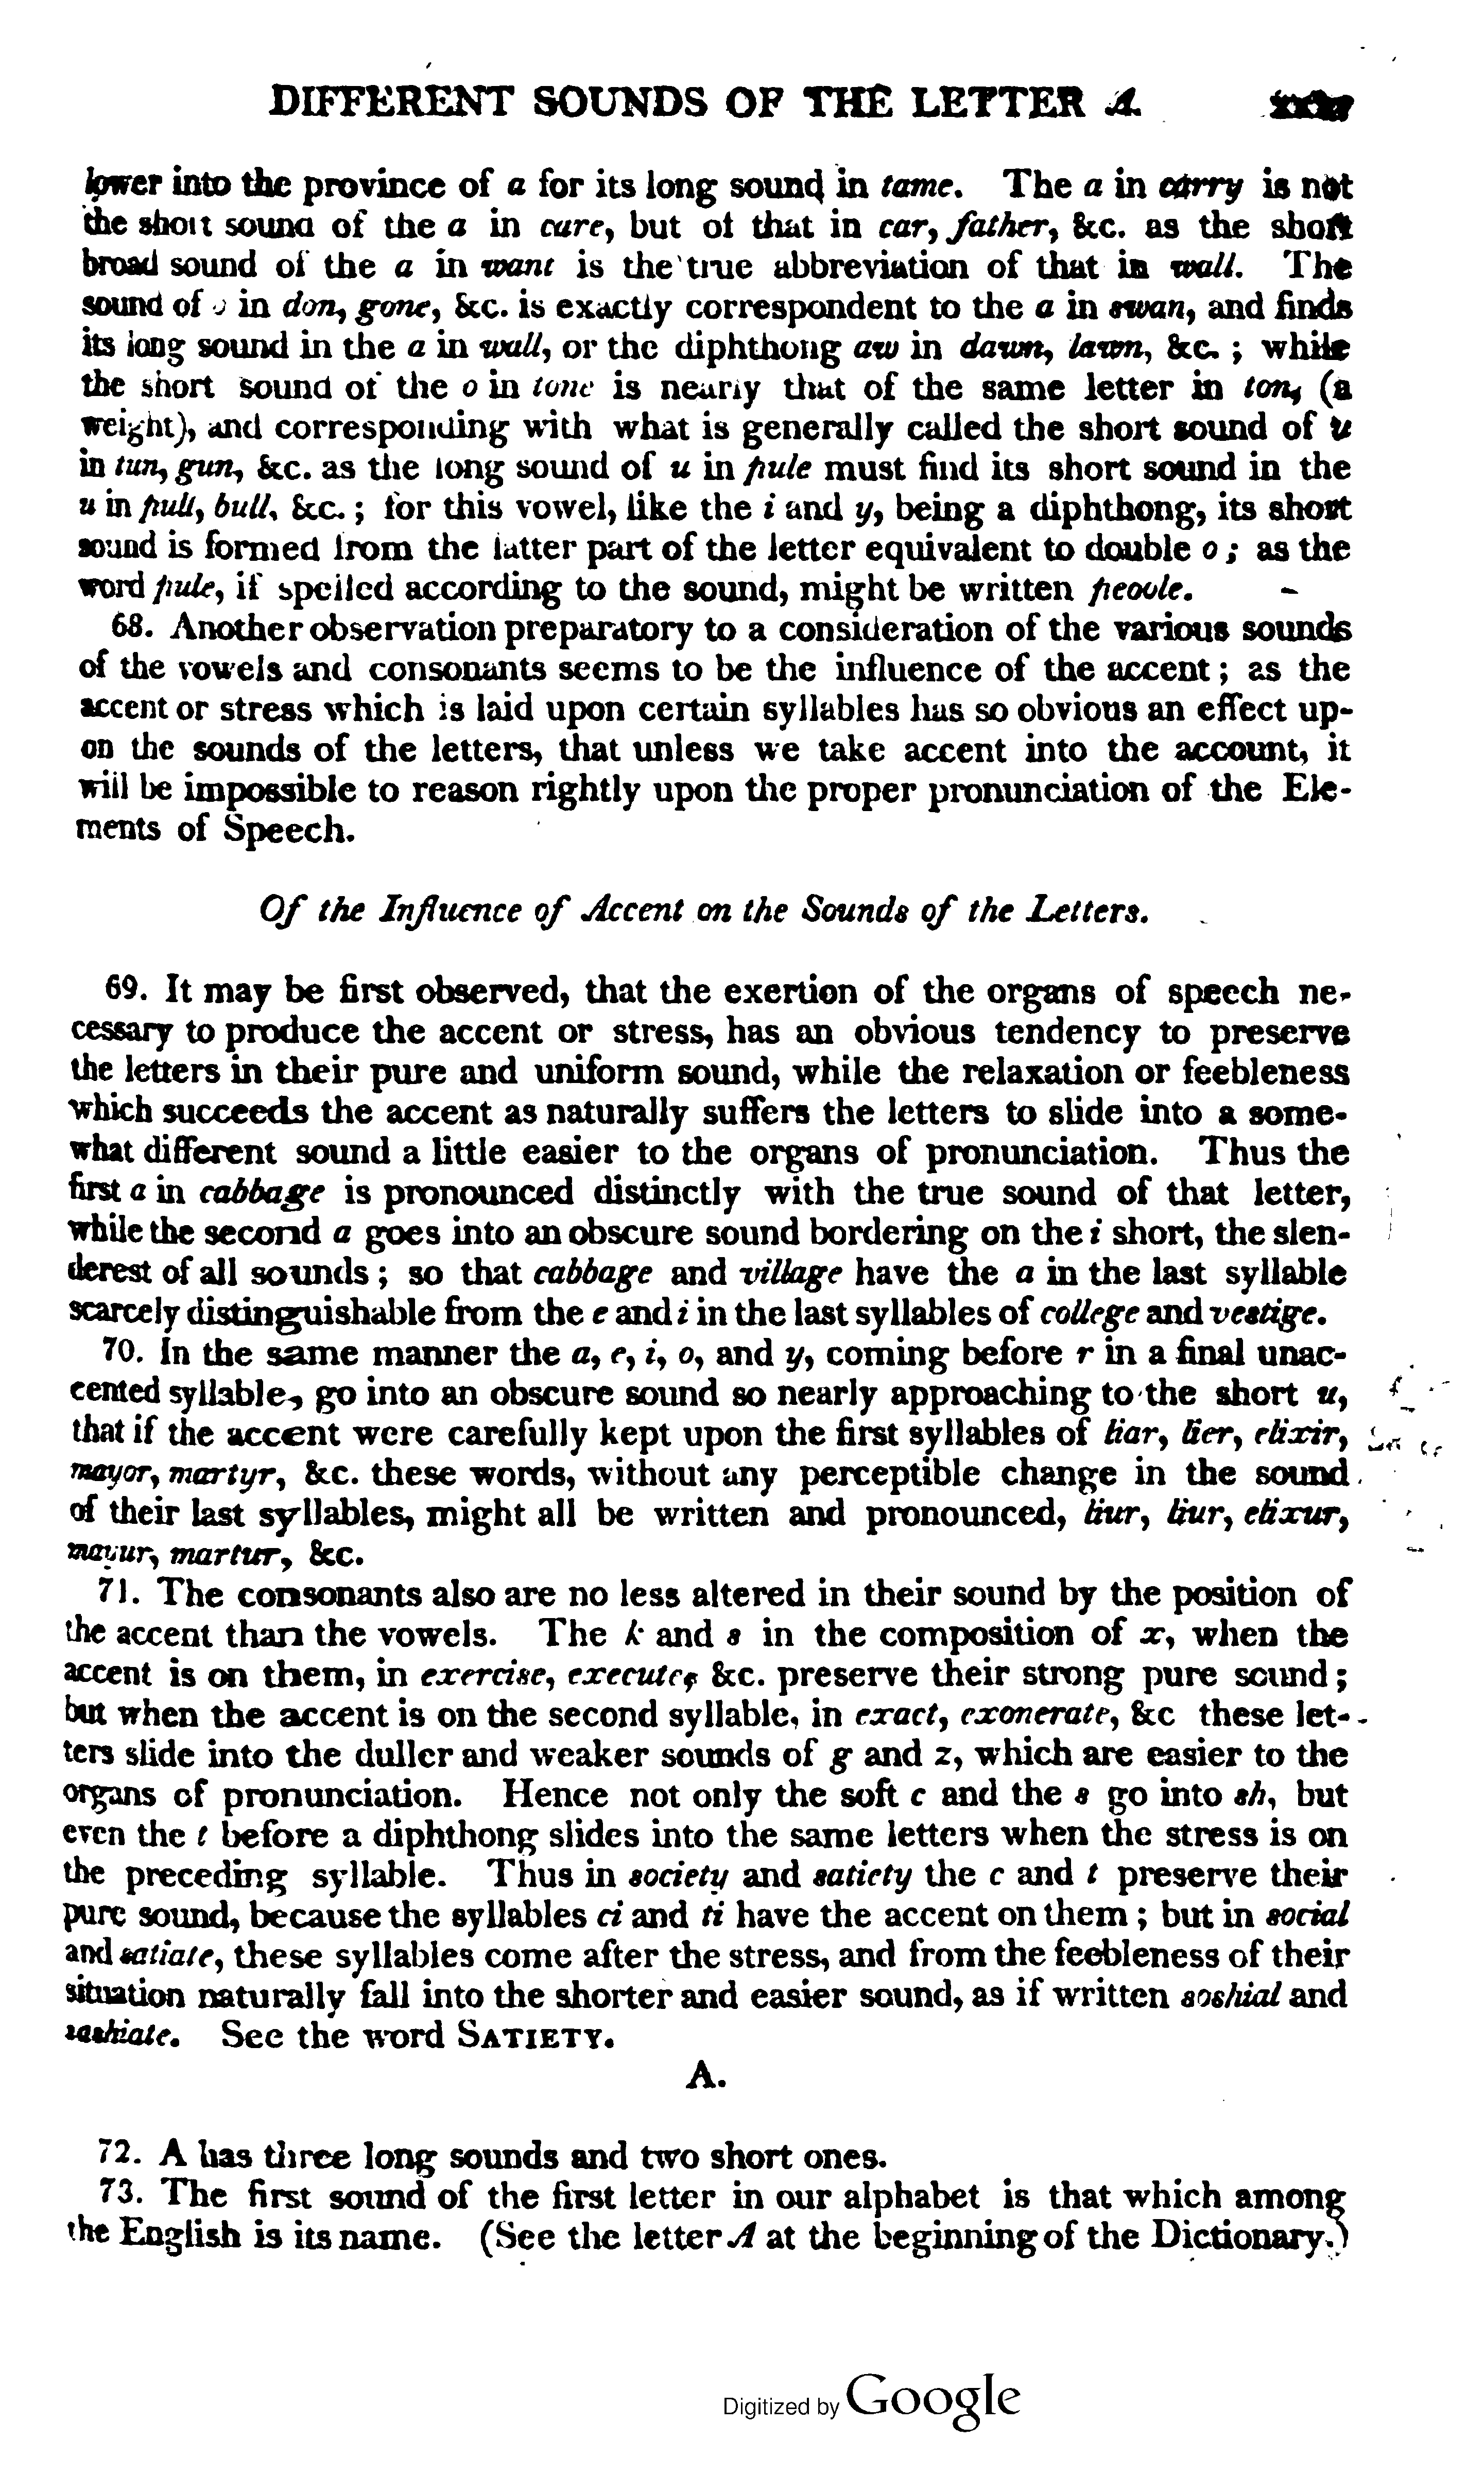 DIFFERENT SOUNDS OF THE LETTER A.
lower into the province of a for its long sound in tame. The a in carry is not
the short sound of the a in care, but of that in car, father, &c. as the short
broad sound of the a in want is the true abbreviation of that in wall. The
sound of o in don, gone, &c. is exactly correspondent to the a in swan, and finds
its long sound in the a in wall, or the diphthong aw in dawn, lawn, &c. ; while
the short sound of the o in tone is nearly that of the same letter in ton, (a
weight), and corresponding with what is generally called the short sound of u
in tun, gun, &c. as the long sound of u in pule must find its short sound in the
u in pull, bull, &c. ; for this vowel, like the i and y, being a diphthong, its short
sound is formed from the latter part of the letter equivalent to double o ; as the
word pule, if spelled according to the sound, might be written peoole.
68. Another observation preparatory to a consideration of the various sounds
of the vowels and consonants seems to be the influence of the accent ; as the
accent or stress which is laid upon certain syllables has so obvious an effect up-
on the sounds of the letters, that unless we take accent into the account, it
will be impossible to reason rightly upon the proper pronunciation of the Ele-
ments of Speech.
Of the Influence of Accent on the Sounds of the Letters.
69. It may be first observed, that the exertion of the organs of speech ne-
cessary to produce the accent or stress, has an obvious tendency to preserve
the letters in their pure and uniform sound, while the relaxation or feebleness
which succeeds the accent as naturally suffers the letters to slide into a some-
what different sound a little easier to the organs of pronunciation. Thus the
first a in cabbage is pronounced distinctly with the true sound of that letter,
while the second a goes into an obscure sound bordering on the i short, the slen-
derest of all sounds ; so that cabbage and village have the a in the last syllable
scarcely distinguishable from the e and i in the last syllables of college and vestige.
70. In the same manner the a, e, i, o, and y, coming before r in a final unac-
cented syllable, go into an obscure sound so nearly approaching to the short u,
that if the accent were carefully kept upon the first syllables of liar, lier, elixir,
mayor, martyr, &c. these words, without any perceptible change in the sound
of their last syllables, might all be written and pronounced, liur, liur, elixur,
mayur, martur, &c.
71. The consonants also are no less altered in their sound by the position of
the accent than the vowels. The k and s in the composition of x, when the
accent is on them, in exercise, execute, &c. preserve their strong pure sound ;
but when the accent is on the second syllable, in exact, exonerate, &c these let-
ters slide into the duller and weaker sounds of g and z, which are easier to the
organs of pronunciation. Hence not only the soft c and the s go into sh, but
even the t before a diphthong slides into the same letters when the stress is on
the preceding syllable. Thus in society and satiety the c and t preserve their
pure sound, because the syllables ci and ti have the accent on them ; but in social
and satiate, these syllables come after the stress, and from the feebleness of their
situation naturally fall into the shorter and easier sound, as if written soshial and
sashiate. See the word SATIETY.
A.
72. A has three long sounds and two short ones.
73. The first sound of the first letter in our alphabet is that which among
the English is its name. (See the letter A at the beginning of the Dictionary.)
Digitized by Google